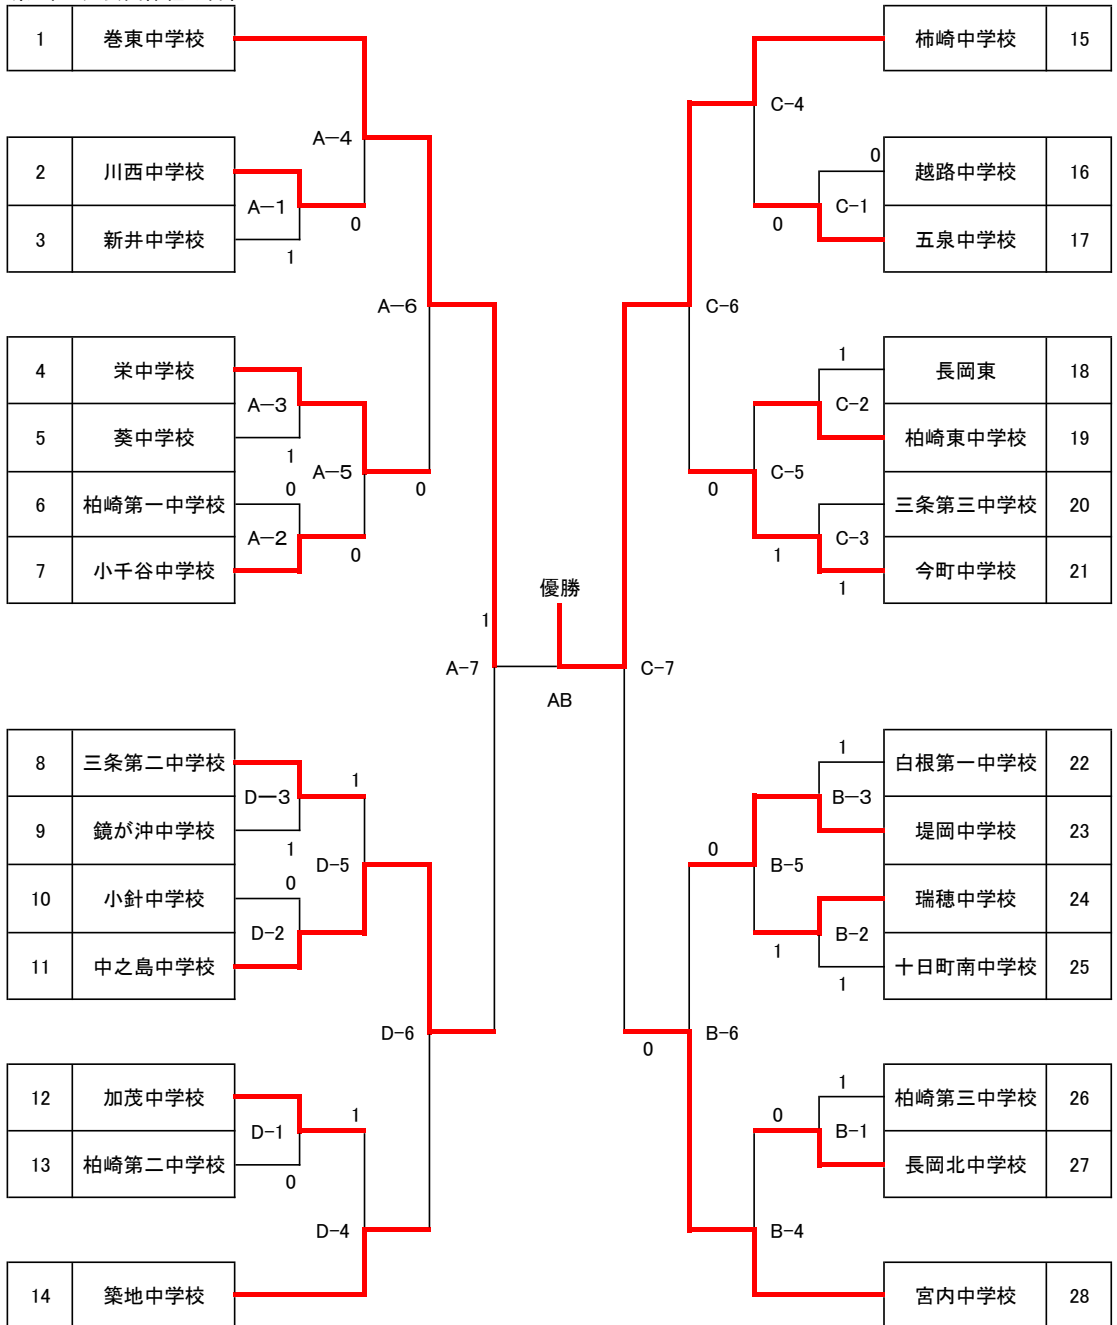 1 巻東中学校
2 川西中学校
3 新井中学校
A-4
A-1
0
1
A-6
4 栄中学校
5 葵中学校
6 柏崎第一中学校
7 小千谷中学校
A-3
1
0
A-5
A-2
0
0
1
A-7
8 三条第二中学校
9 鏡が沖中学校
10 小針中学校
11 中之島中学校
D-3
1
1
D-5
0
D-2
D-6
12 加茂中学校
13 柏崎第二中学校
D-1
1
0
D-4
14 築地中学校
優勝
AB
柿崎中学校 15
C-4
越路中学校 16
五泉中学校 17
0
C-1
0
C-6
長岡東 18
柏崎東中学校 19
三条第三中学校 20
今町中学校 21
1
C-2
C-5
0
C-3
1
1
C-7
白根第一中学校 22
堤岡中学校 23
瑞穂中学校 24
十日町南中学校 25
1
B-3
0
B-5
B-2
1
1
B-6
0
柏崎第三中学校 26
長岡北中学校 27
1
0
B-1
B-4
宮内中学校 28